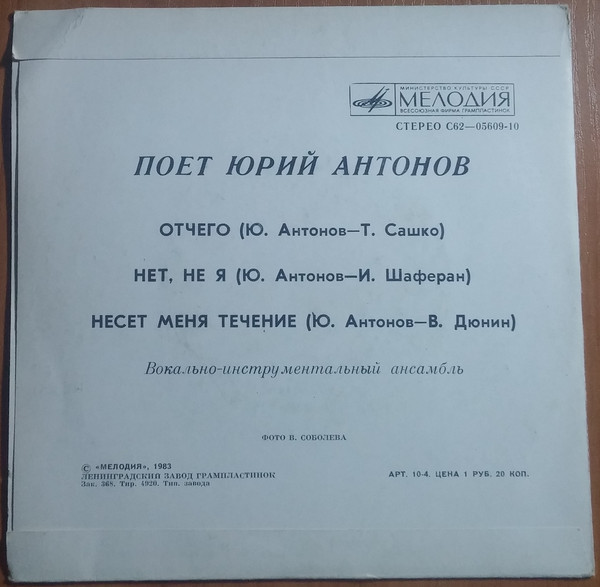 МИНИСТЕРСТВО КУЛЬТУРЫ СССР
МЕЛОДИЯ
ВСЕСОЮЗНАЯ ФИРМА ГРАМПЛАСТИНОК
СТЕРЕО С62—05609-10
ПОЕТ ЮРИЙ АНТОНОВ
ОТЧЕГО (Ю. Антонов—Т. Сашко)
НЕТ, НЕ Я (Ю. Антонов—И. Шаферан)
НЕСЕТ МЕНЯ ТЕЧЕНИЕ (Ю. Антонов—В. Дюнин)
Вокально-инструментальный ансамбль
ФОТО В. СОБОЛЕВА
© «МЕЛОДИЯ», 1983
ЛЕНИНГРАДСКИЙ ЗАВОД ГРАМПЛАСТИНОК
Зак. 368. Тир. 4920. Тип. завода
АРТ. 10-4. ЦЕНА 1 РУБ. 20 КОП.